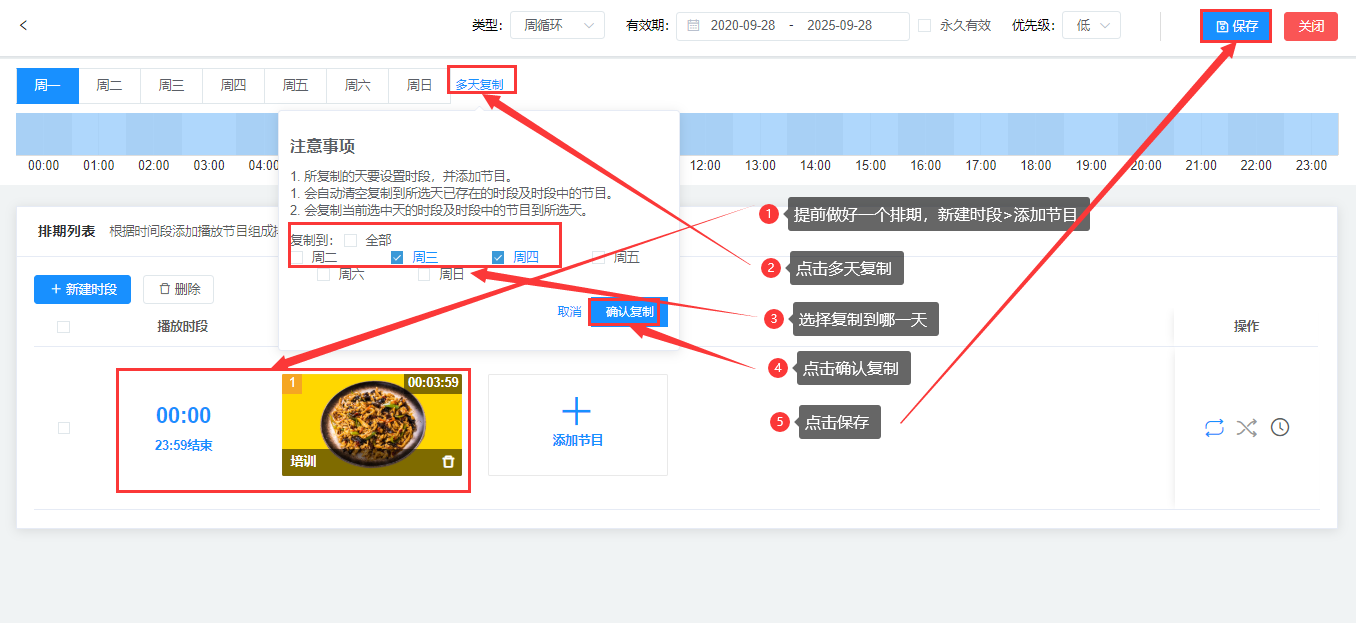 类型: 周循环 有效期: 2020-09-28 - 2025-09-28 永久有效 优先级: 低 保存 关闭
周一 周二 周三 周四 周五 周六 周日 多天复制
注意事项
00:00 01:00 02:00 03:00 04:00 12:00 13:00 14:00 15:00 16:00 17:00 18:00 19:00 20:00 21:00 22:00 23:00
1. 所复制的天要设置时段，并添加节目。
1. 会自动清空复制到所选天已存在的时段及时段中的节目。
2. 会复制当前选中天的时段及时段中的节目到所选天。
1 提前做好一个排期，新建时段>添加节目
排期列表 根据时间段添加播放节目组成
复制到: 全部
周二 周三 周四 周五
周六 周日
2 点击多天复制
+ 新建时段 删除
取消 确认复制
3 选择复制到哪一天
播放时段 操作
4 点击确认复制
1 00:03:59
00:00
23:59结束
培训
添加节目
5 点击保存